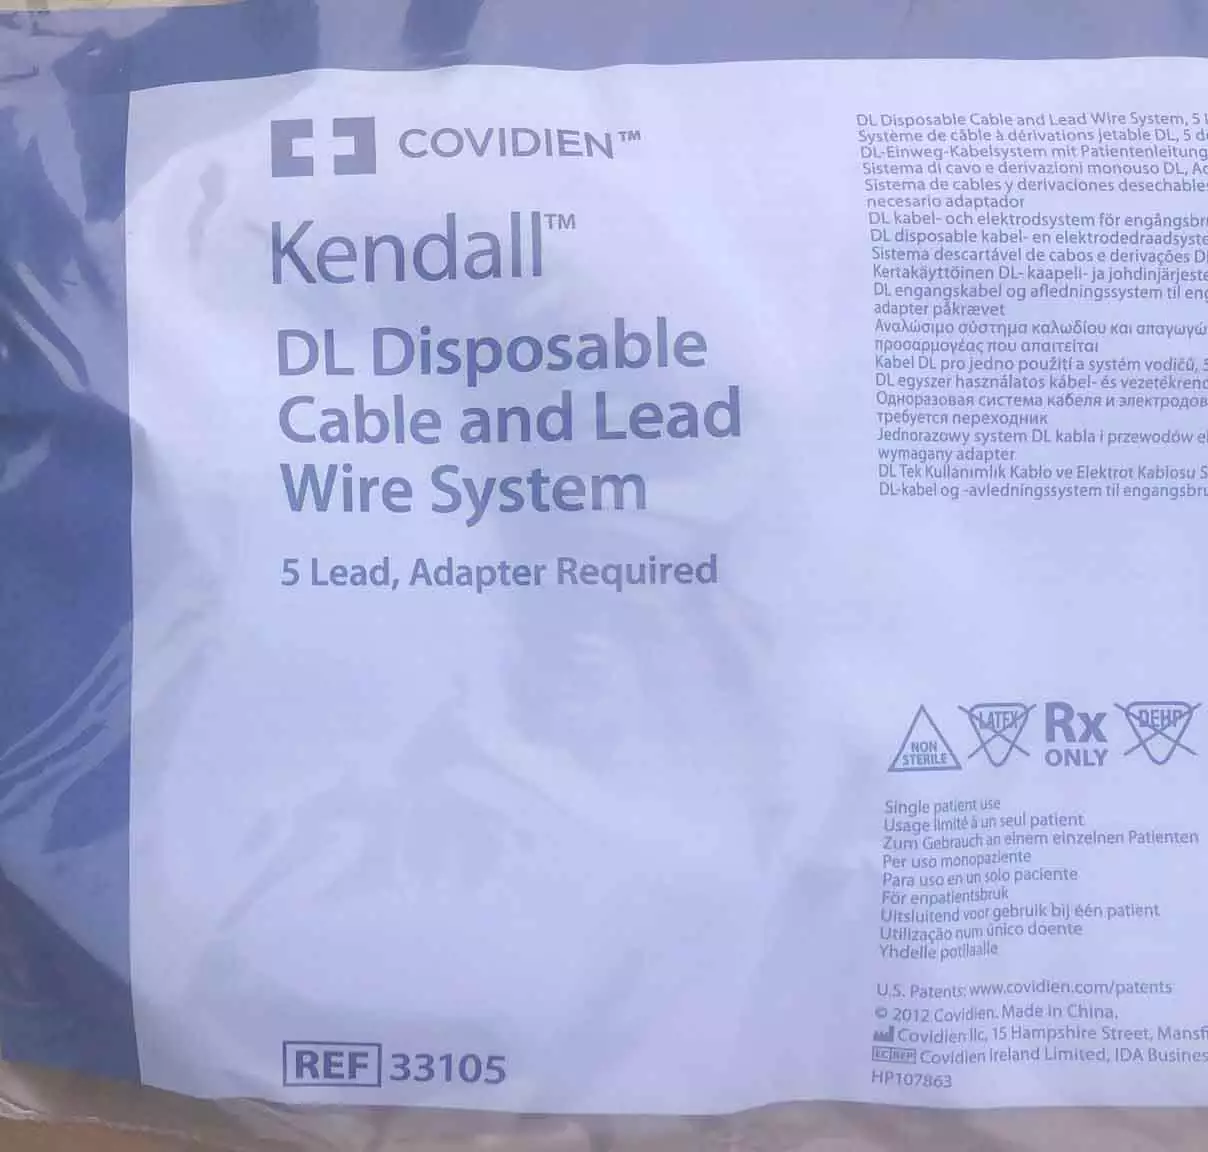 COVIDIEN™
Kendall™
DL Disposable
Cable and Lead
Wire System
5 Lead, Adapter Required
REF 33105
DL Disposable Cable and Lead Wire System, 5
Système de câble à dérivations jetable DL, 5
DL-Einweg-Kabelsystem mit Patientenleitung
Sistema di cavo e derivazioni monouso DL,
Sistema de cables y derivaciones desechables
necesario adaptador
DL kabel- och elektrodsystem för
DL disposable kabel- en
Sistema descartável de cabos e derivações
Kertakäyttöinen DL- kaapeli- ja
DL engangskabel og afledningssystem til
adapter påkrævet
Αναλώσιμο σύστημα καλωδίου και
προσαρμογέας που απαιτείται
Kabel DL pro jedno použití a systém vodičů,
DL egyszer használatos kábel- és
Одноразовая система кабеля и
требуется переходник
Jednorazowy system DL kabla i przewodów
wymagany adapter
DL Tek Kullanımlık Kablo ve Elektrot Kablosu
DL-kabel og -avledningssystem til
NON
STERILE
LATEX
Rx
ONLY
DEHP
Single patient use
Usage limité à un seul patient
Zum Gebrauch an einem einzelnen Patienten
Per uso monopaziente
Para uso en un solo paciente
För enpatientsbruk
Uitsluitend voor gebruik bij één patient
Utilização num único doente
Yhdelle potilaalle
U.S. Patents: www.covidien.com/patents
© 2012 Covidien. Made in China.
Covidien llc, 15 Hampshire Street,
EC REP Covidien Ireland Limited, IDA
HP107863